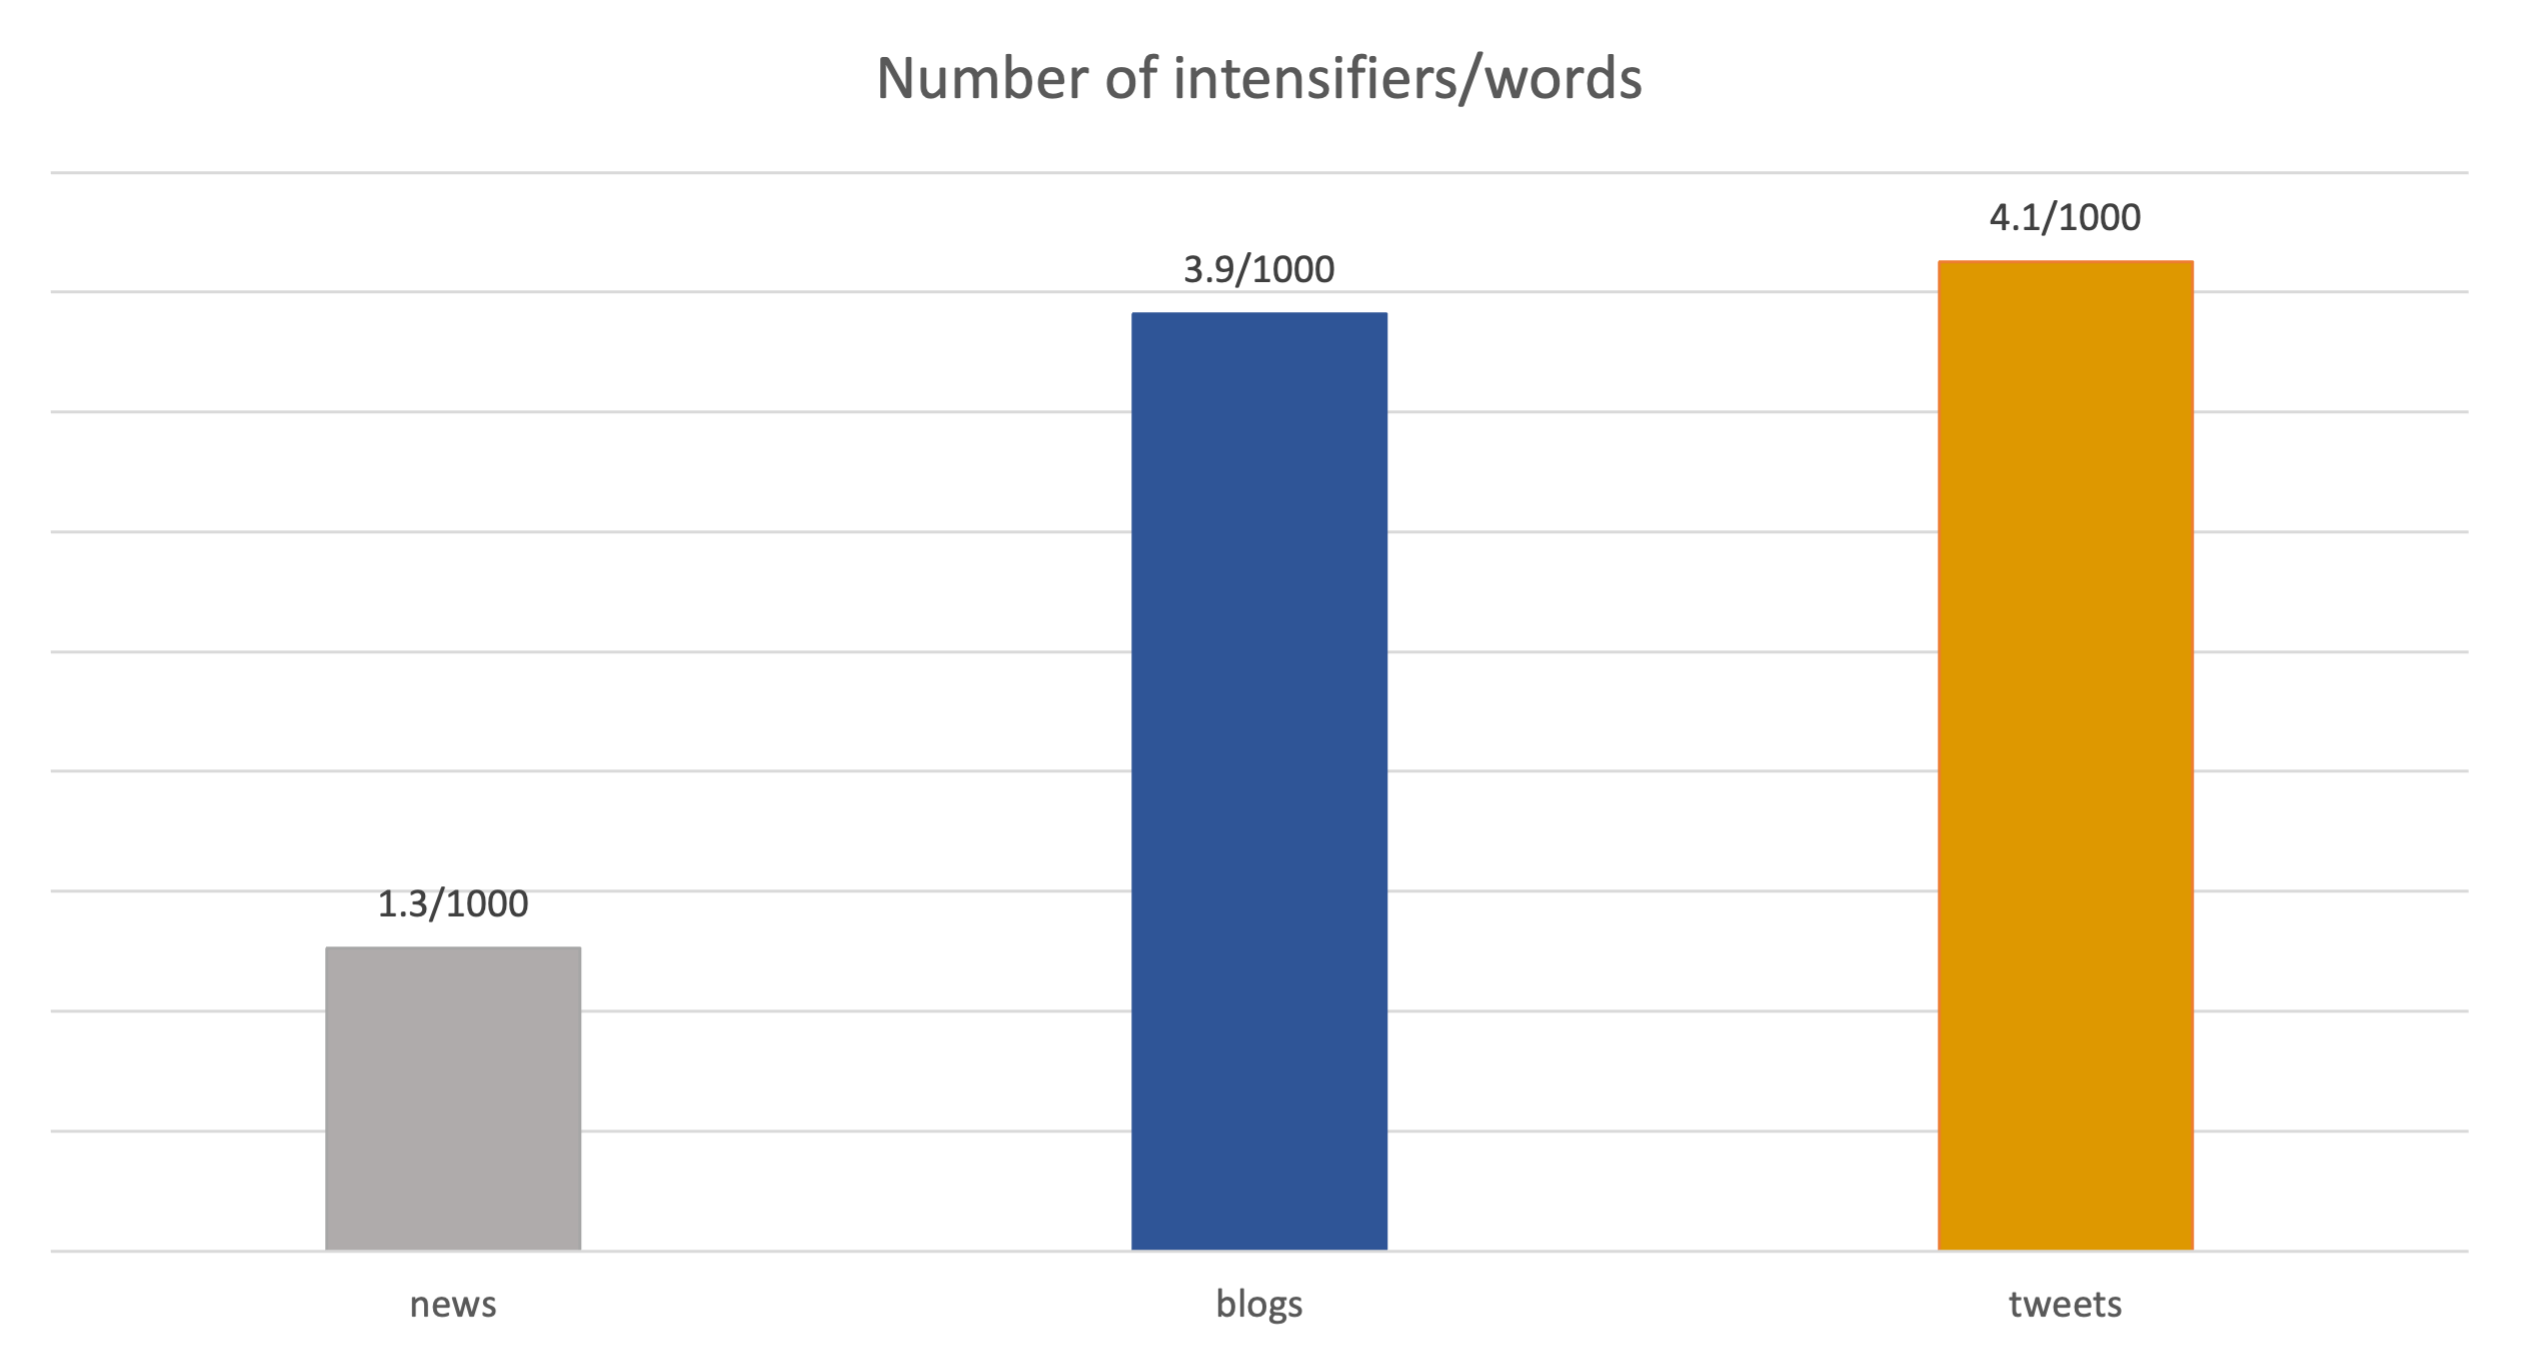 Number of intensifiers/words
4.1/1000
3.9/1000
1.3/1000
news blogs tweets